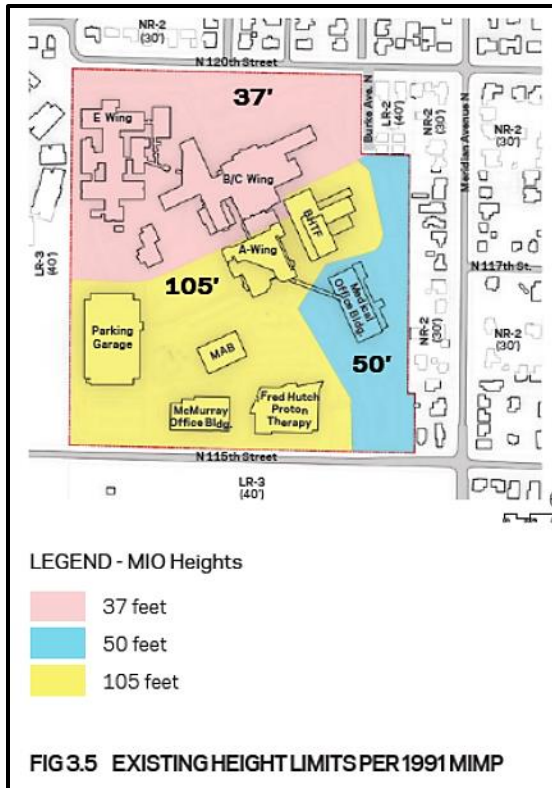 NR-2
(30')
NR-2
(30')
N 120th Street
37'
E Wing
B/C Wing
Burke Ave. N
LR-2
(40')
NR-2
(30')
Meridian Avenue N
NR-2
(30')
BHTF
A-Wing
LR-3
(40')
105'
Medical
Office Bldg.
N 117th St.
Parking
Garage
MAB
50'
NR-2
(30')
NR-2
(30')
McMurray
Office Bldg.
Fred Hutch
Proton
Therapy
N 115th Street
LR-3
(40')
LEGEND - MIO Heights
37 feet
50 feet
105 feet
FIG 3.5 EXISTING HEIGHT LIMITS PER 1991 MIMP